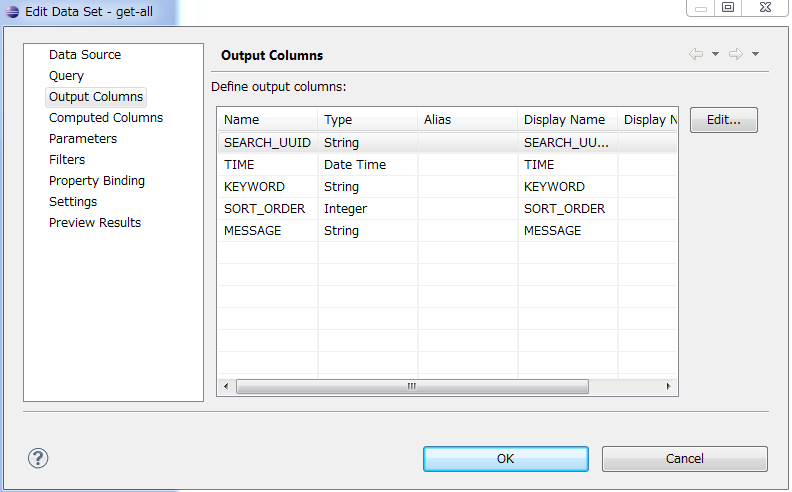 Edit Data Set - get-all
Data Source
Query
Output Columns
Computed Columns
Parameters
Filters
Property Binding
Settings
Preview Results
Output Columns
Define output columns:
Name Type Alias Display Name Display N
SEARCH_UUID String SEARCH_UU...
TIME Date Time TIME
KEYWORD String KEYWORD
SORT_ORDER Integer SORT_ORDER
MESSAGE String MESSAGE
Edit...
?
OK Cancel